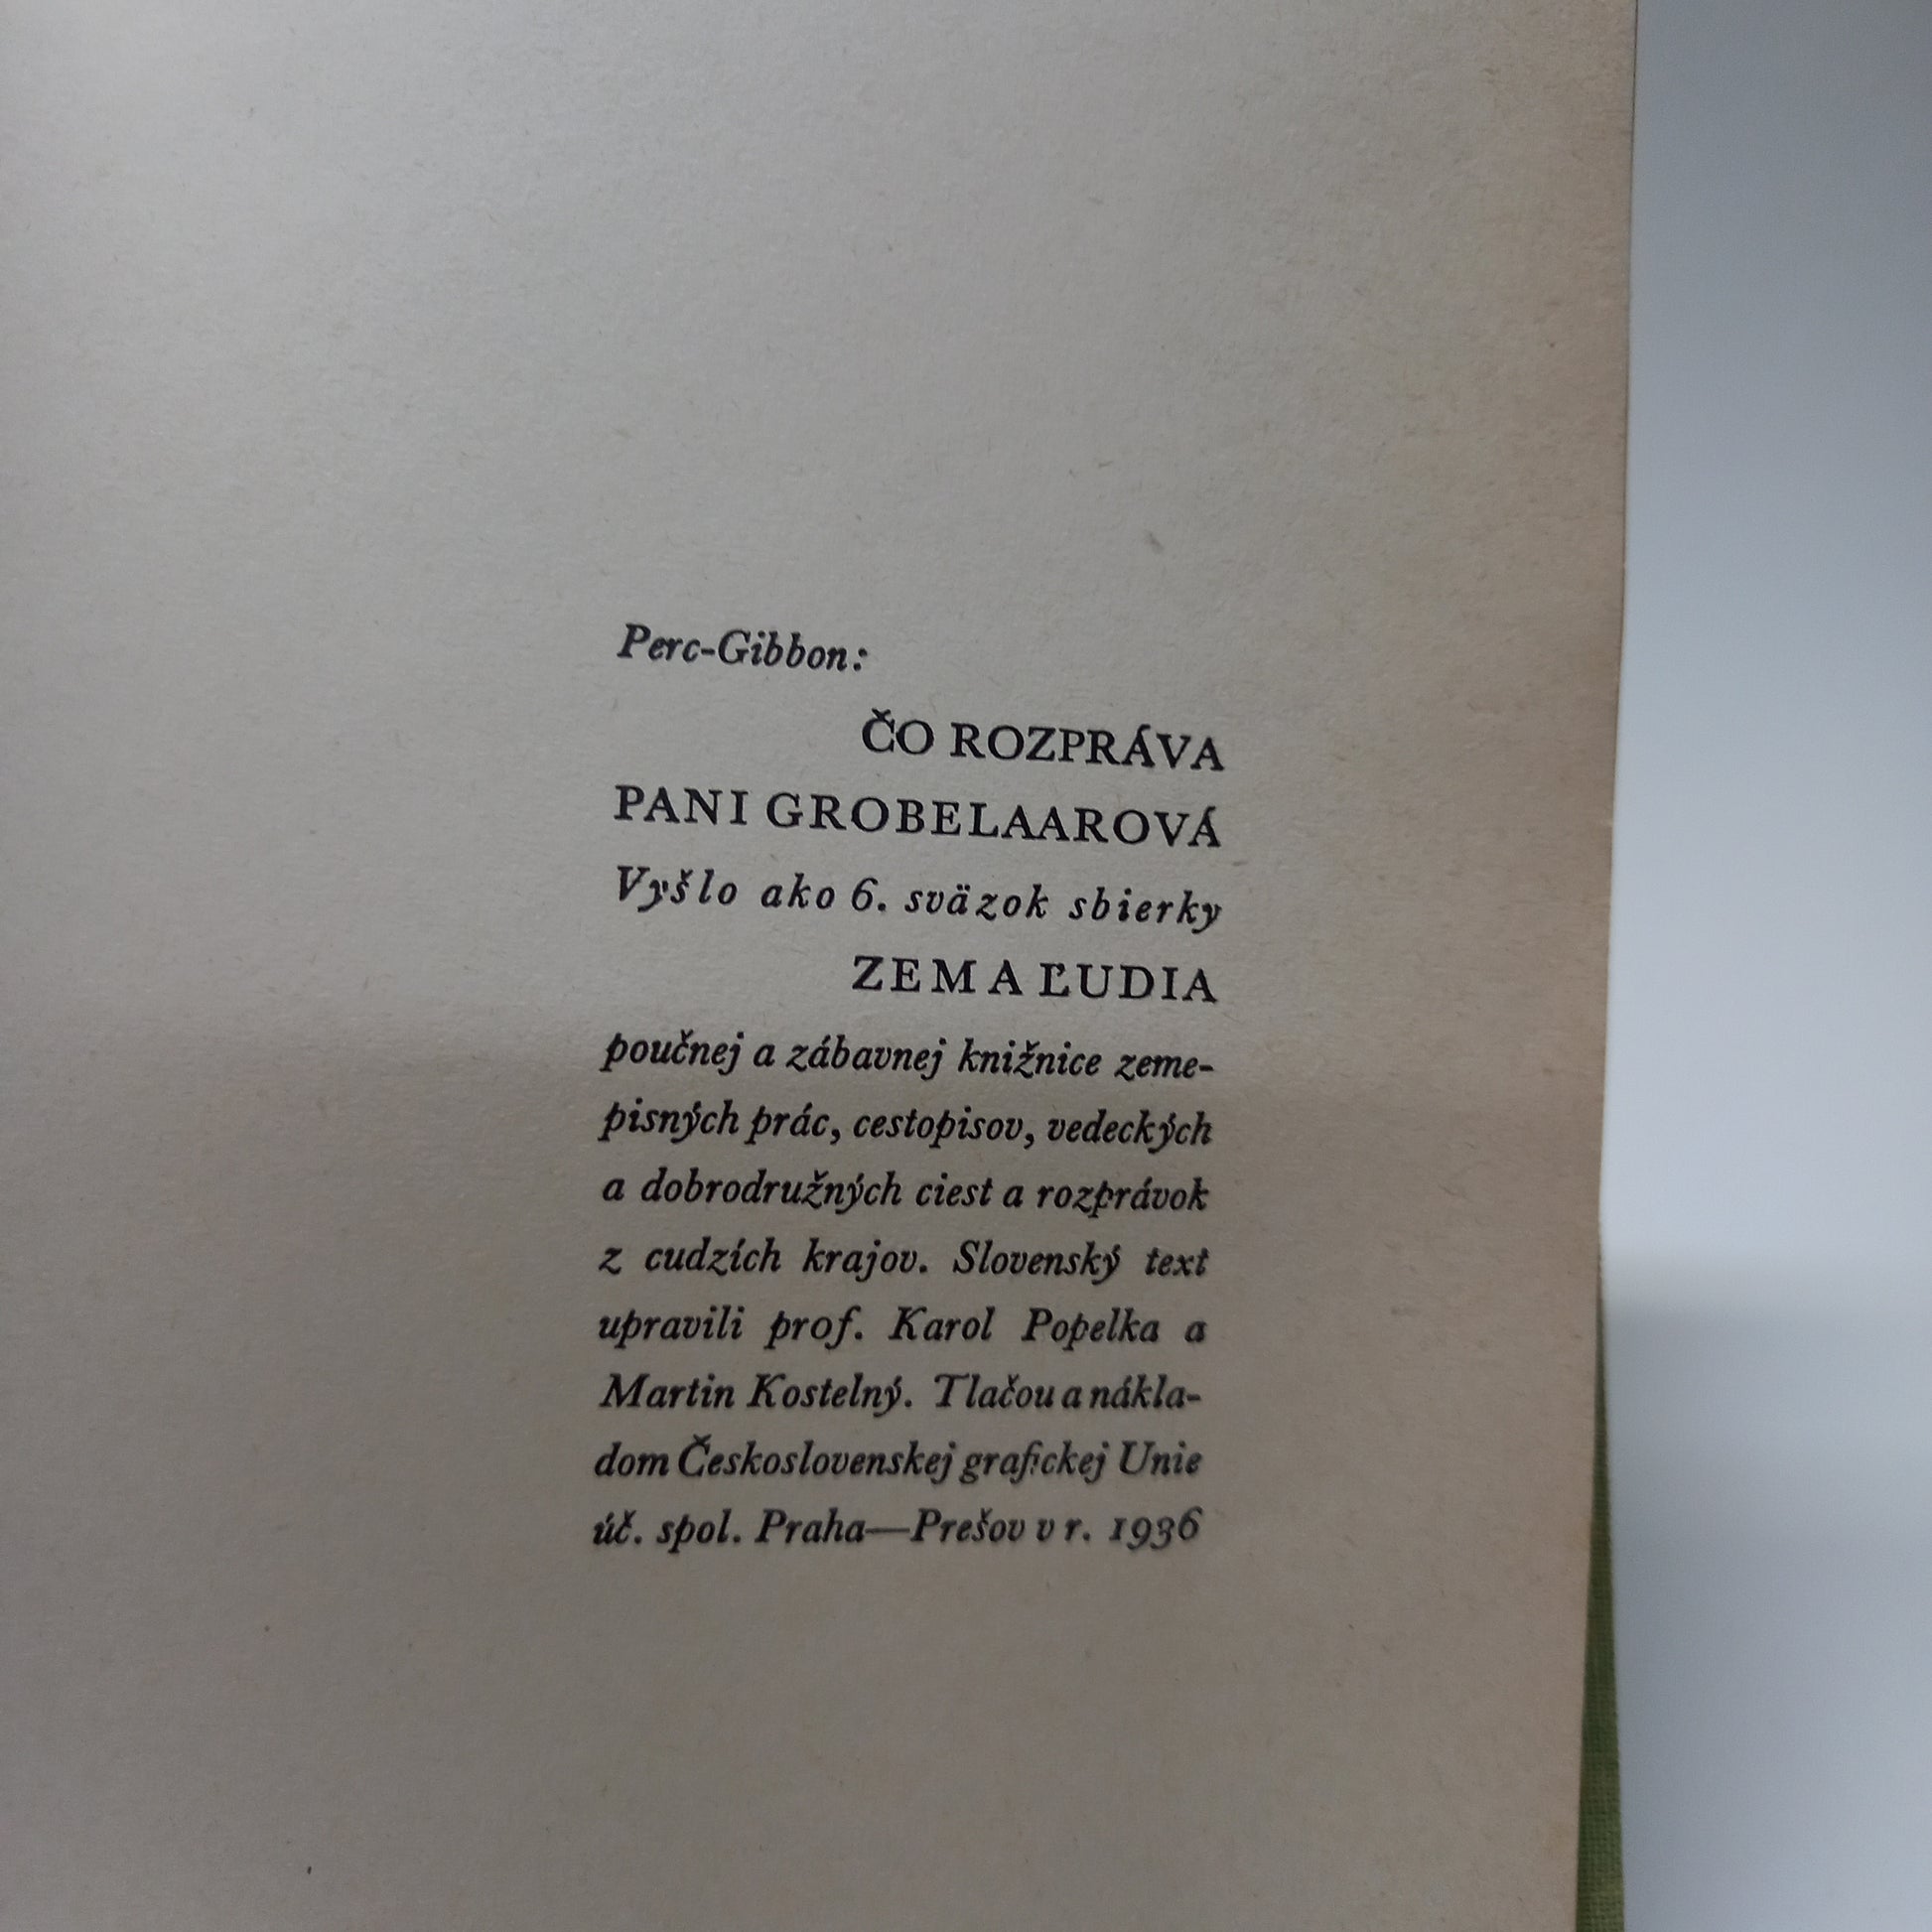 Perc-Gibbon:
ČO ROZPRÁVA
PANI GROBELAAROVÁ
Vyšlo ako 6. sväzok sbierky
ZEM A ĽUDIA
poučnej a zábavnej knižnice zeme-
pisných prác, cestopisov, vedeckých
a dobrodružných ciest a rozprávok
z cudzích krajov. Slovenský text
upravili prof. Karol Popelka a
Martin Kostelný. Tlačou a nákla-
dom Československej grafickej Unie
úč. spol. Praha—Prešov v r. 1936